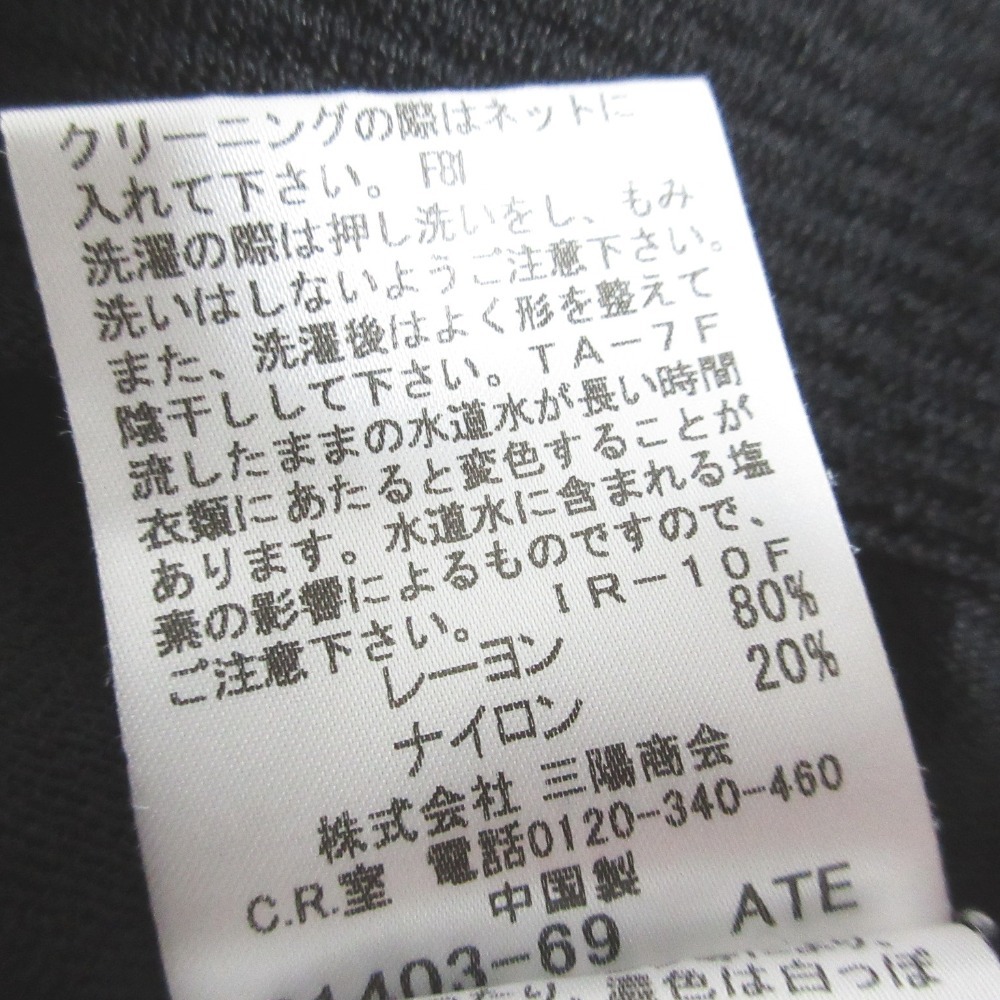 クリーニングの際はネットに
入れて下さい。 F81
洗濯の際は押し洗いをし、もみ
洗いはしないようご注意下さい。
また、洗濯後はよく形を整えて
陰干しして下さい。TA-7F
流したままの水道水が長い時間
衣類にあたると変色することが
あります。水道水に含まれる塩
素の影響によるものですので、
ご注意下さい。 IR-10F
レーヨン 80%
ナイロン 20%
株式会社 三陽商会
C.R.室 電話0120-340-460
中国製
1403-69 ATE
色は白っぽ